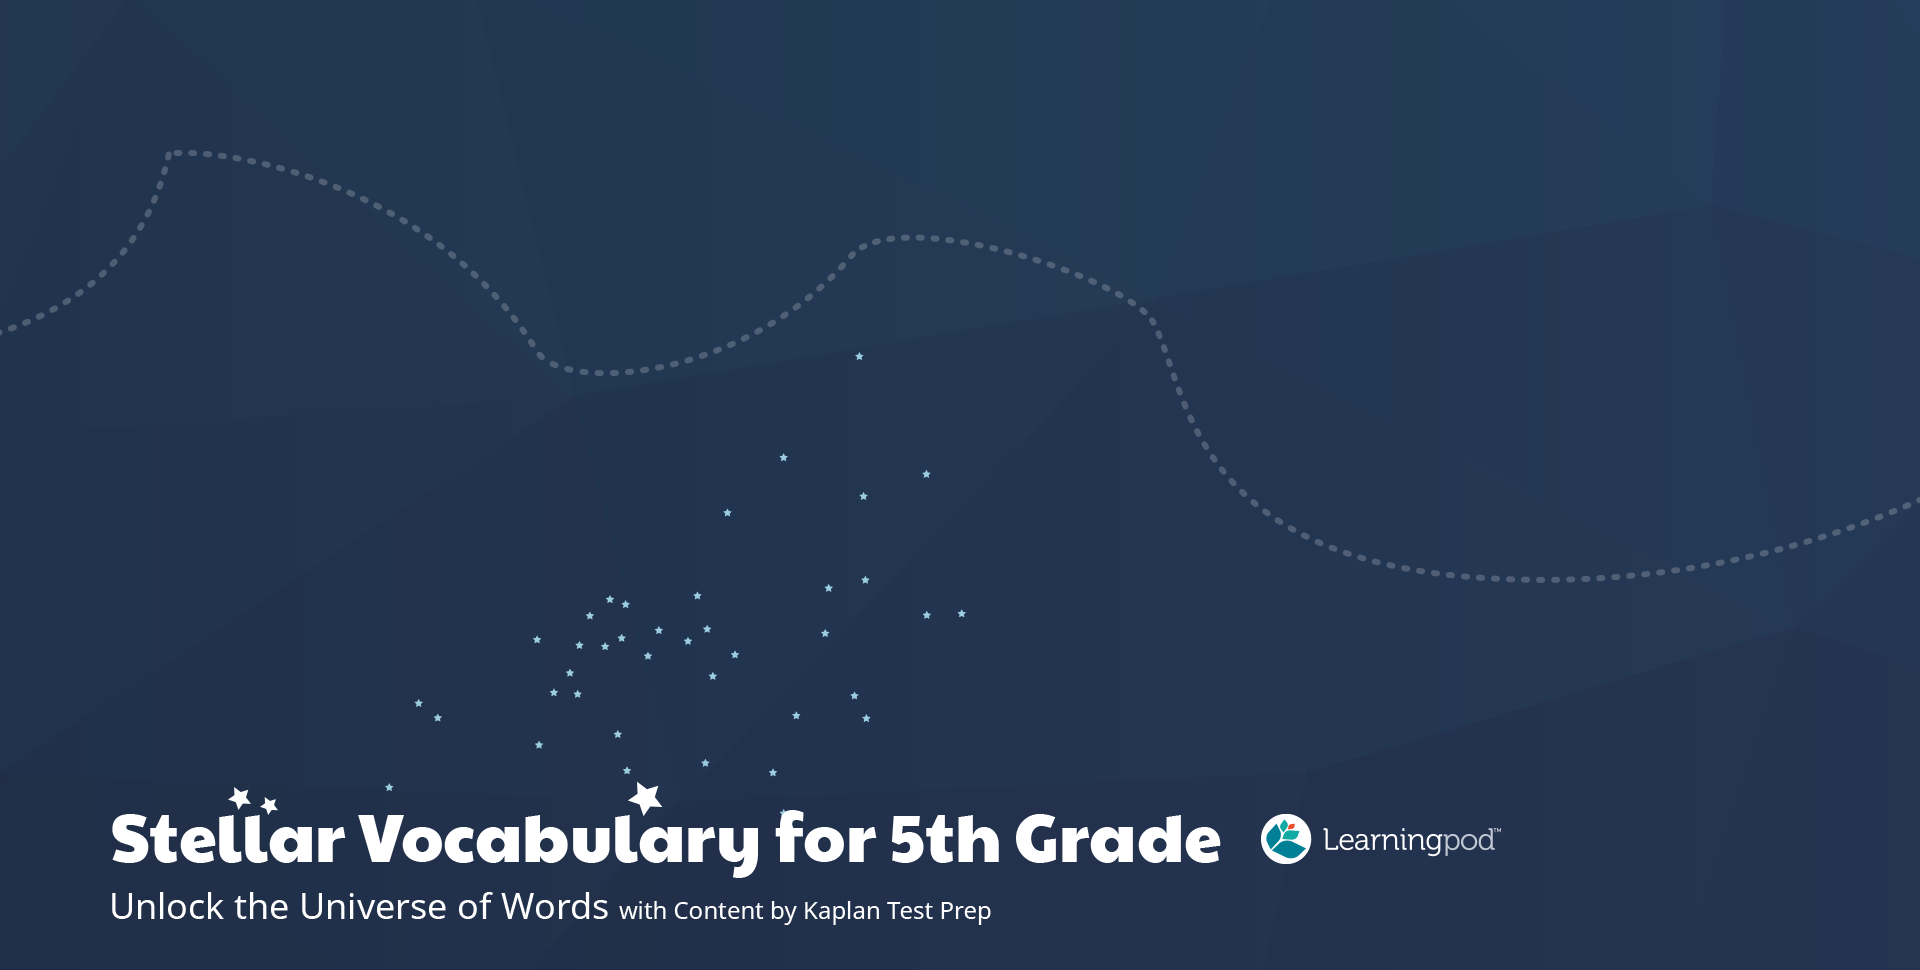 Stellar Vocabulary for 5th Grade
Learningpod™
Unlock the Universe of Words with Content by Kaplan Test Prep